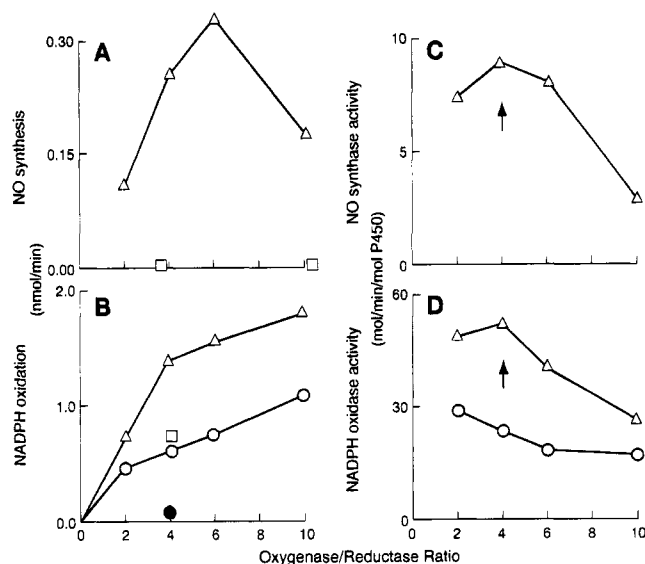 A
NO synthesis
0.30
0.15
0.00
(nmol/min)
B
NADPH oxidation
2.0
1.0
0.0
0 2 4 6 8 10
C
NO synthase activity
10
5
0
(mol/min/mol P450)
D
NADPH oxidase activity
60
30
0
0 2 4 6 8 10
Oxygenase/Reductase Ratio